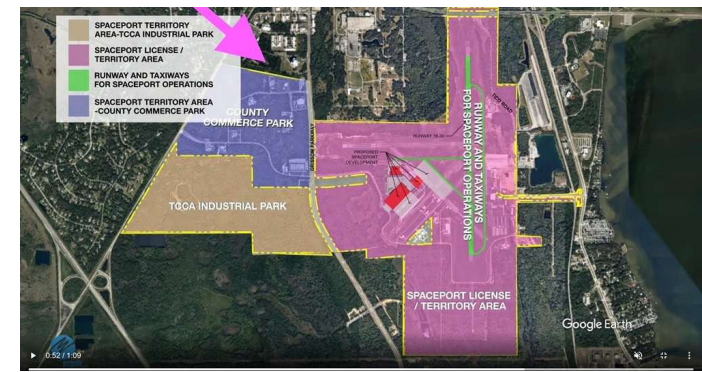 SPACEPORT TERRITORY
AREA-TCCA INDUSTRIAL PARK
SPACEPORT LICENSE /
TERRITORY AREA
RUNWAY AND TAXIWAYS
FOR SPACEPORT OPERATIONS
SPACEPORT TERRITORY AREA
-COUNTY COMMERCE PARK
COUNTY
COMMERCE PARK
TCCA INDUSTRIAL PARK
PROPOSED
SPACEPORT
DEVELOPMENT
RUNWAY AND TAXIWAYS
FOR SPACEPORT OPERATIONS
SPACEPORT LICENSE
/ TERRITORY AREA
Google Earth
0:52 / 1:09